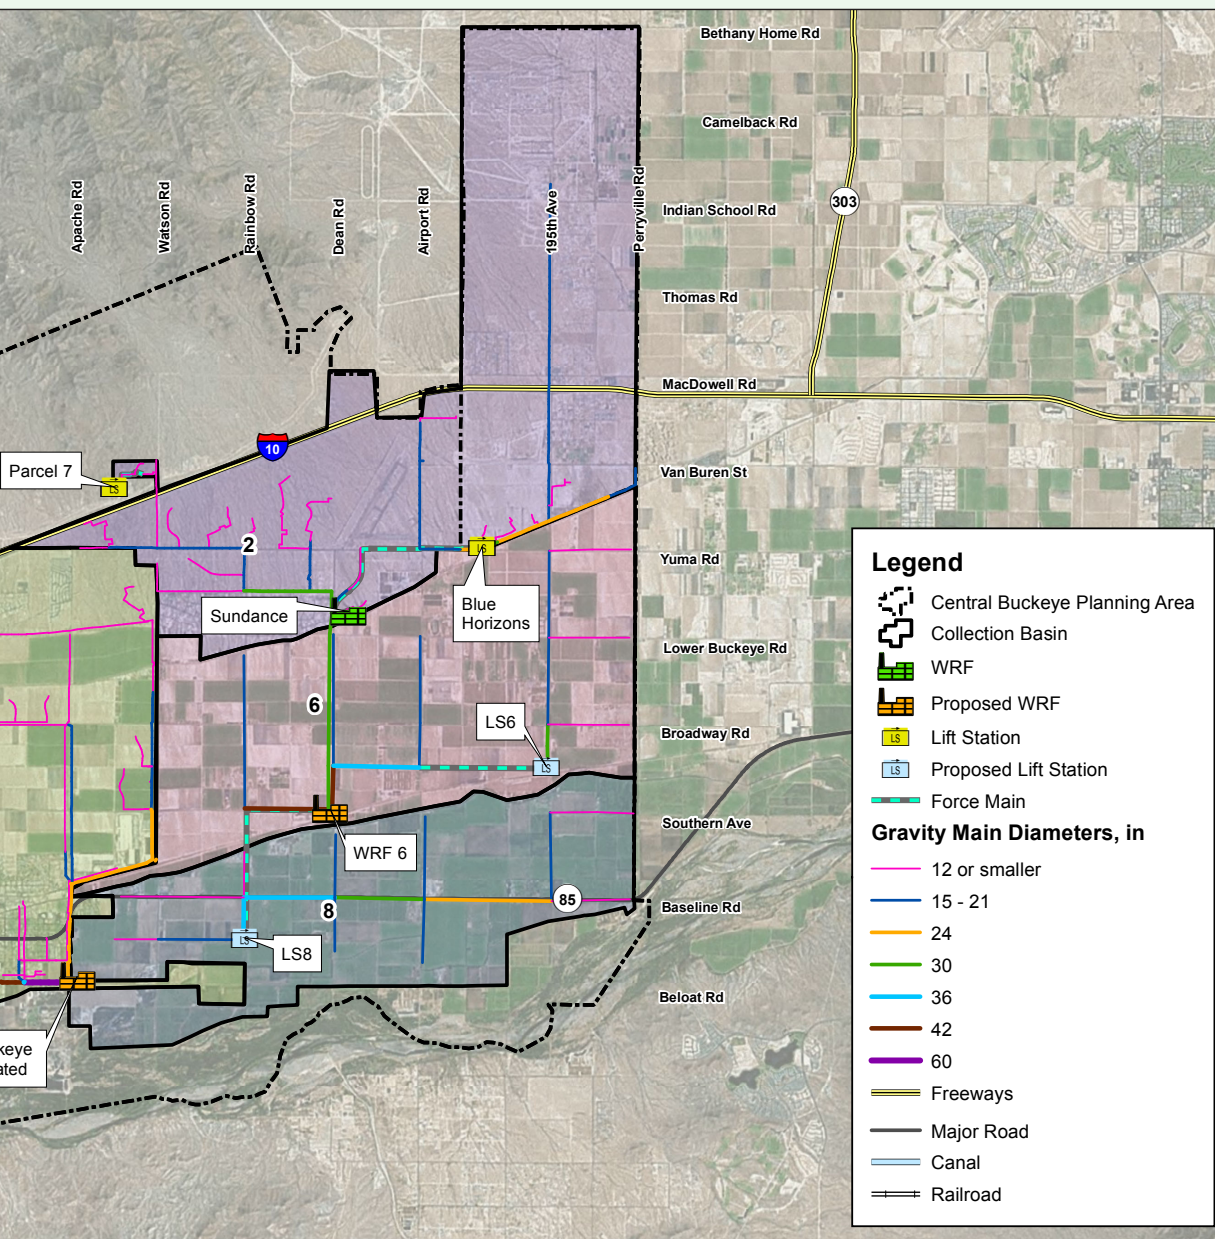 Bethany Home Rd
Camelback Rd
Apache Rd
Watson Rd
Rainbow Rd
Dean Rd
Airport Rd
195th Ave
Perryville Rd
Indian School Rd
303
Thomas Rd
MacDowell Rd
10
Parcel 7
LS
Van Buren St
2
LS
Yuma Rd
Sundance
Blue
Horizons
Lower Buckeye Rd
6
LS6
Broadway Rd
LS
Southern Ave
WRF 6
85
8
Baseline Rd
LS
LS8
Beloat Rd
keye
ated
Legend
Central Buckeye Planning Area
Collection Basin
WRF
Proposed WRF
LS Lift Station
LS Proposed Lift Station
Force Main
Gravity Main Diameters, in
12 or smaller
15 - 21
24
30
36
42
60
Freeways
Major Road
Canal
Railroad